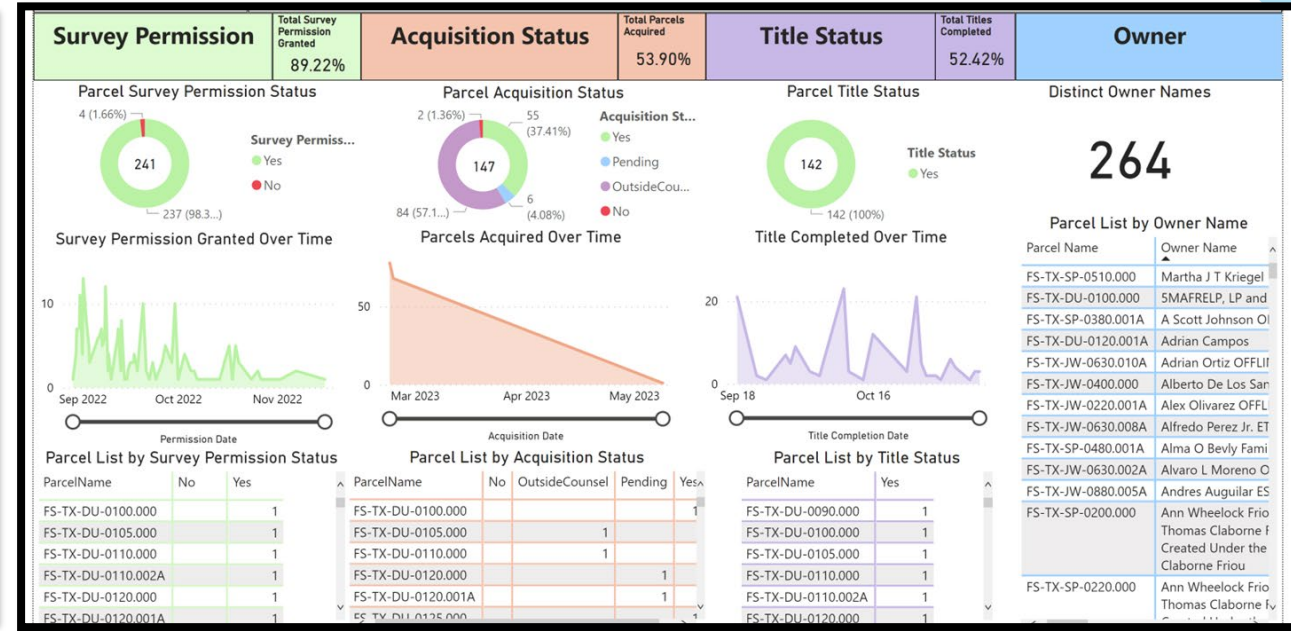 Survey Permission
Total Survey
Permission
Granted
89.22%
Acquisition Status
Total Parcels
Acquired
53.90%
Title Status
Total Titles
Completed
52.42%
Owner
Parcel Survey Permission Status
4 (1.66%)
241
237 (98.3...)
Survey Permiss...
Yes
No
Survey Permission Granted Over Time
10
0
Sep 2022 Oct 2022 Nov 2022
Permission Date
Parcel List by Survey Permission Status
ParcelName No Yes
FS-TX-DU-0100.000 1
FS-TX-DU-0105.000 1
FS-TX-DU-0110.000 1
FS-TX-DU-0110.002A 1
FS-TX-DU-0120.000 1
FS-TX-DU-0120.001A 1
Parcel Acquisition Status
2 (1.36%)
55
(37.41%)
147
6
(4.08%)
84 (57.1...)
Acquisition St...
Yes
Pending
OutsideCou...
No
Parcels Acquired Over Time
50
0
Mar 2023 Apr 2023 May 2023
Acquisition Date
Parcel List by Acquisition Status
ParcelName No OutsideCounsel Pending Yes
FS-TX-DU-0100.000 1
FS-TX-DU-0105.000 1
FS-TX-DU-0110.000 1
FS-TX-DU-0120.000 1
FS-TX-DU-0120.001A 1
FS-TX-DU-0125.000 1
Parcel Title Status
142
142 (100%)
Title Status
Yes
Title Completed Over Time
20
0
Sep 18 Oct 16
Title Completion Date
Parcel List by Title Status
ParcelName Yes
FS-TX-DU-0090.000 1
FS-TX-DU-0100.000 1
FS-TX-DU-0105.000 1
FS-TX-DU-0110.000 1
FS-TX-DU-0110.002A 1
FS-TX-DU-0120.000 1
Distinct Owner Names
264
Parcel List by Owner Name
Parcel Name Owner Name
FS-TX-SP-0510.000 Martha J T Kriegel
FS-TX-DU-0100.000 5MAFRELP, LP and
FS-TX-SP-0380.001A A Scott Johnson
FS-TX-DU-0120.001A Adrian Campos
FS-TX-JW-0630.010A Adrian Ortiz
FS-TX-JW-0400.000 Alberto De Los San
FS-TX-JW-0220.001A Alex Olivarez OFFL
FS-TX-JW-0630.008A Alfredo Perez Jr. ET
FS-TX-SP-0480.001A Alma O Bevly Fami
FS-TX-JW-0630.002A Alvaro L Moreno O
FS-TX-JW-0880.005A Andres Auguilar ES
FS-TX-SP-0200.000 Ann Wheelock Frio
Thomas Claborne
Created Under the
Claborne Friou
FS-TX-SP-0220.000 Ann Wheelock Frio
Thomas Claborne